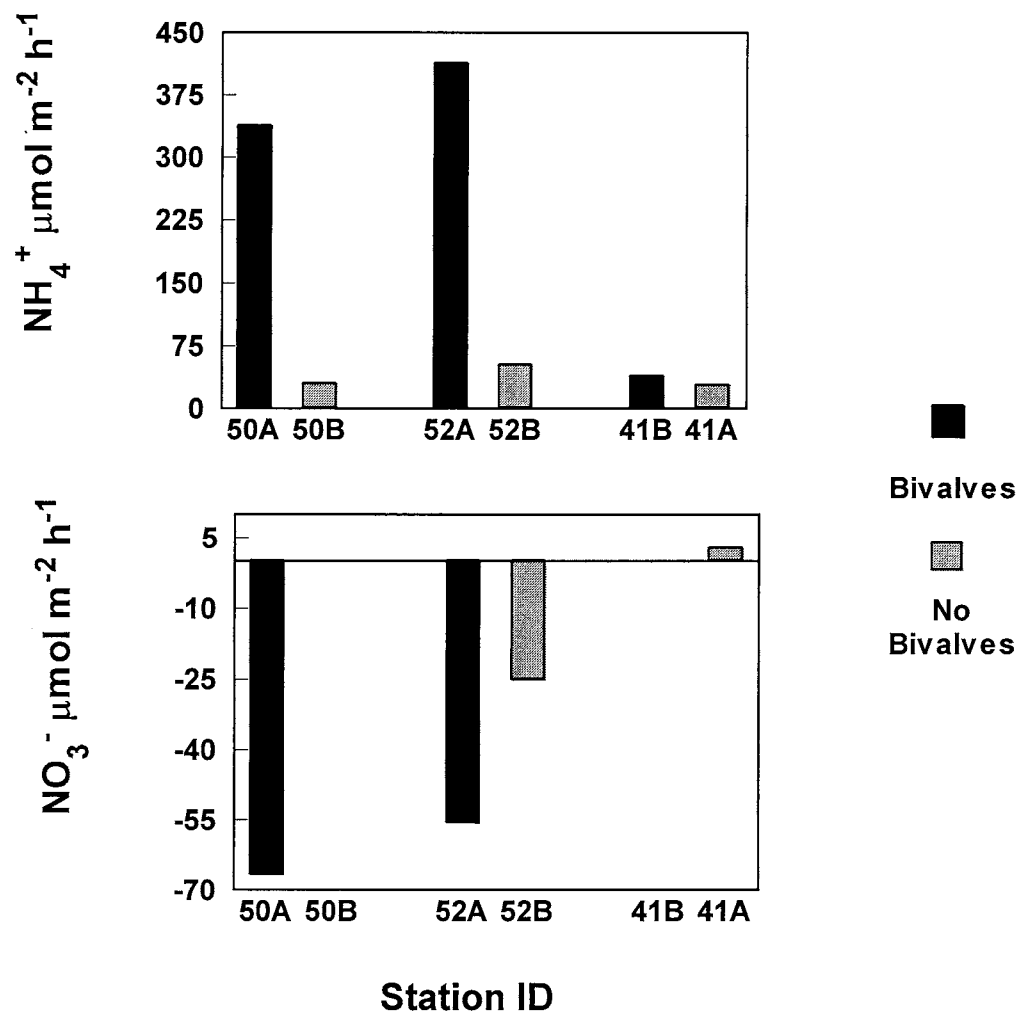 NH₄⁺ μmol m⁻² h⁻¹
450
375
300
225
150
75
0
50A 50B 52A 52B 41B 41A
NO₃⁻ μmol m⁻² h⁻¹
5
-10
-25
-40
-55
-70
50A 50B 52A 52B 41B 41A
Station ID
Bivalves
No
Bivalves